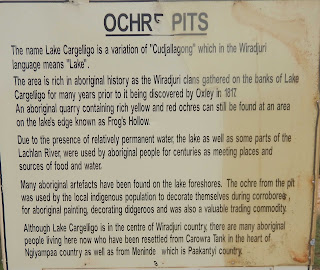 OCHRE PITS
The name Lake Cargelligo is a variation of "Cudjallagong" which in the Wiradjuri
language means "Lake".
The area is rich in aboriginal history as the Wiradjuri clans gathered on the banks of Lake
Cargelligo for many years prior to it being discovered by Oxley in 1817.
An aboriginal quarry containing rich yellow and red ochres can still be found at an area
on the lake's edge known as Frog's Hollow.
Due to the presence of relatively permanent water, the lake as well as some parts of the
Lachlan River, were used by aboriginal people for centuries as meeting places and
sources of food and water.
Many aboriginal artefacts have been found on the lake foreshores. The ochre from the pit
was used by the local indigenous population to decorate themselves during corroborees
for aboriginal painting, decorating didgeroos and was also a valuable trading commodity.
Although Lake Cargelligo is in the centre of Wiradjuri country, there are many aboriginal
people living here now who have been resettled from Carowra Tank in the heart of
Ngiyampaa country as well as from Meninde which is Paakantyi country.